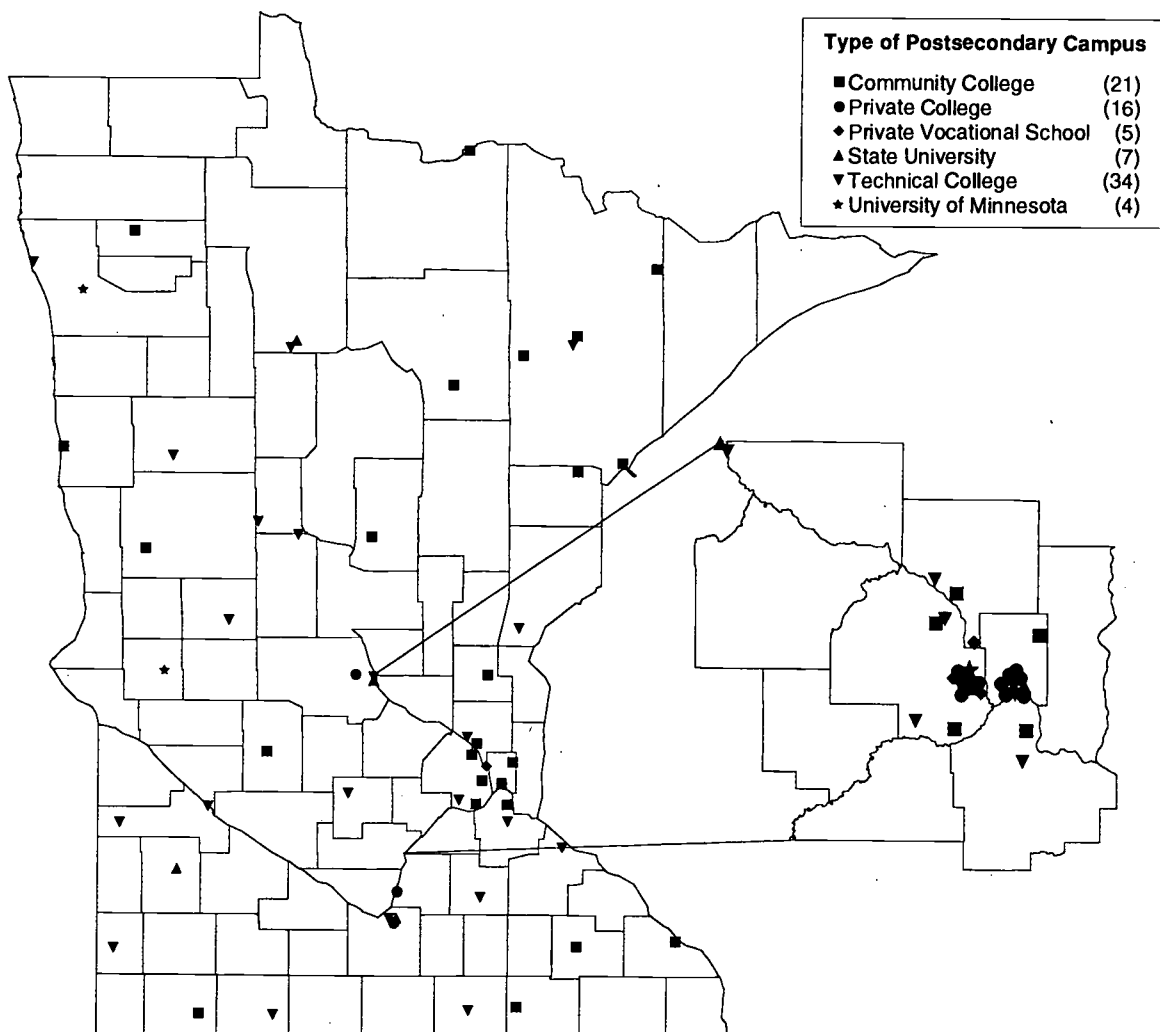 Type of Postsecondary Campus
■ Community College (21)
● Private College (16)
◆ Private Vocational School (5)
▲ State University (7)
▼ Technical College (34)
★ University of Minnesota (4)